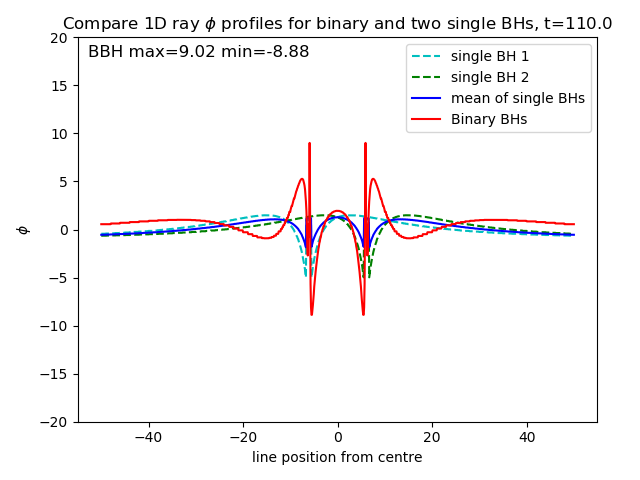 Compare 1D ray ϕ profiles for binary and two single BHs, t=110.0
BBH max=9.02 min=-8.88
single BH 1
single BH 2
mean of single BHs
Binary BHs
20
15
10
5
0
−5
−10
−15
−20
ϕ
−40 −20 0 20 40
line position from centre